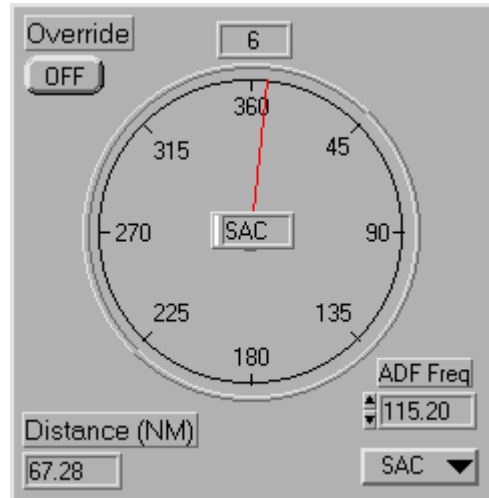 Override
6
OFF
360
315
45
SAC
270
90
225
135
180
ADF Freq
115.20
Distance (NM)
67.28
SAC